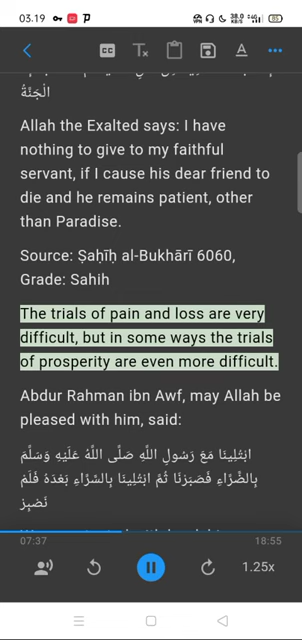 03.19
38.0
KB/S
4G
85
CC
الْجَنَّةُ
Allah the Exalted says: I have
nothing to give to my faithful
servant, if I cause his dear friend to
die and he remains patient, other
than Paradise.
Source: Ṣaḥīḥ al-Bukhārī 6060,
Grade: Sahih
The trials of pain and loss are very
difficult, but in some ways the trials
of prosperity are even more difficult.
Abdur Rahman ibn Awf, may Allah be
pleased with him, said:
ابْتُلِينَا مَعَ رَسُولِ اللَّهِ صَلَّى اللَّهُ عَلَيْهِ وَسَلَّمَ
بِالضَّرَّاءِ فَصَبَرْنَا ثُمَّ ابْتُلِينَا بِالسَّرَّاءِ بَعْدَهُ فَلَمْ
نَصْبِرْ
07:37
18:55
1.25x